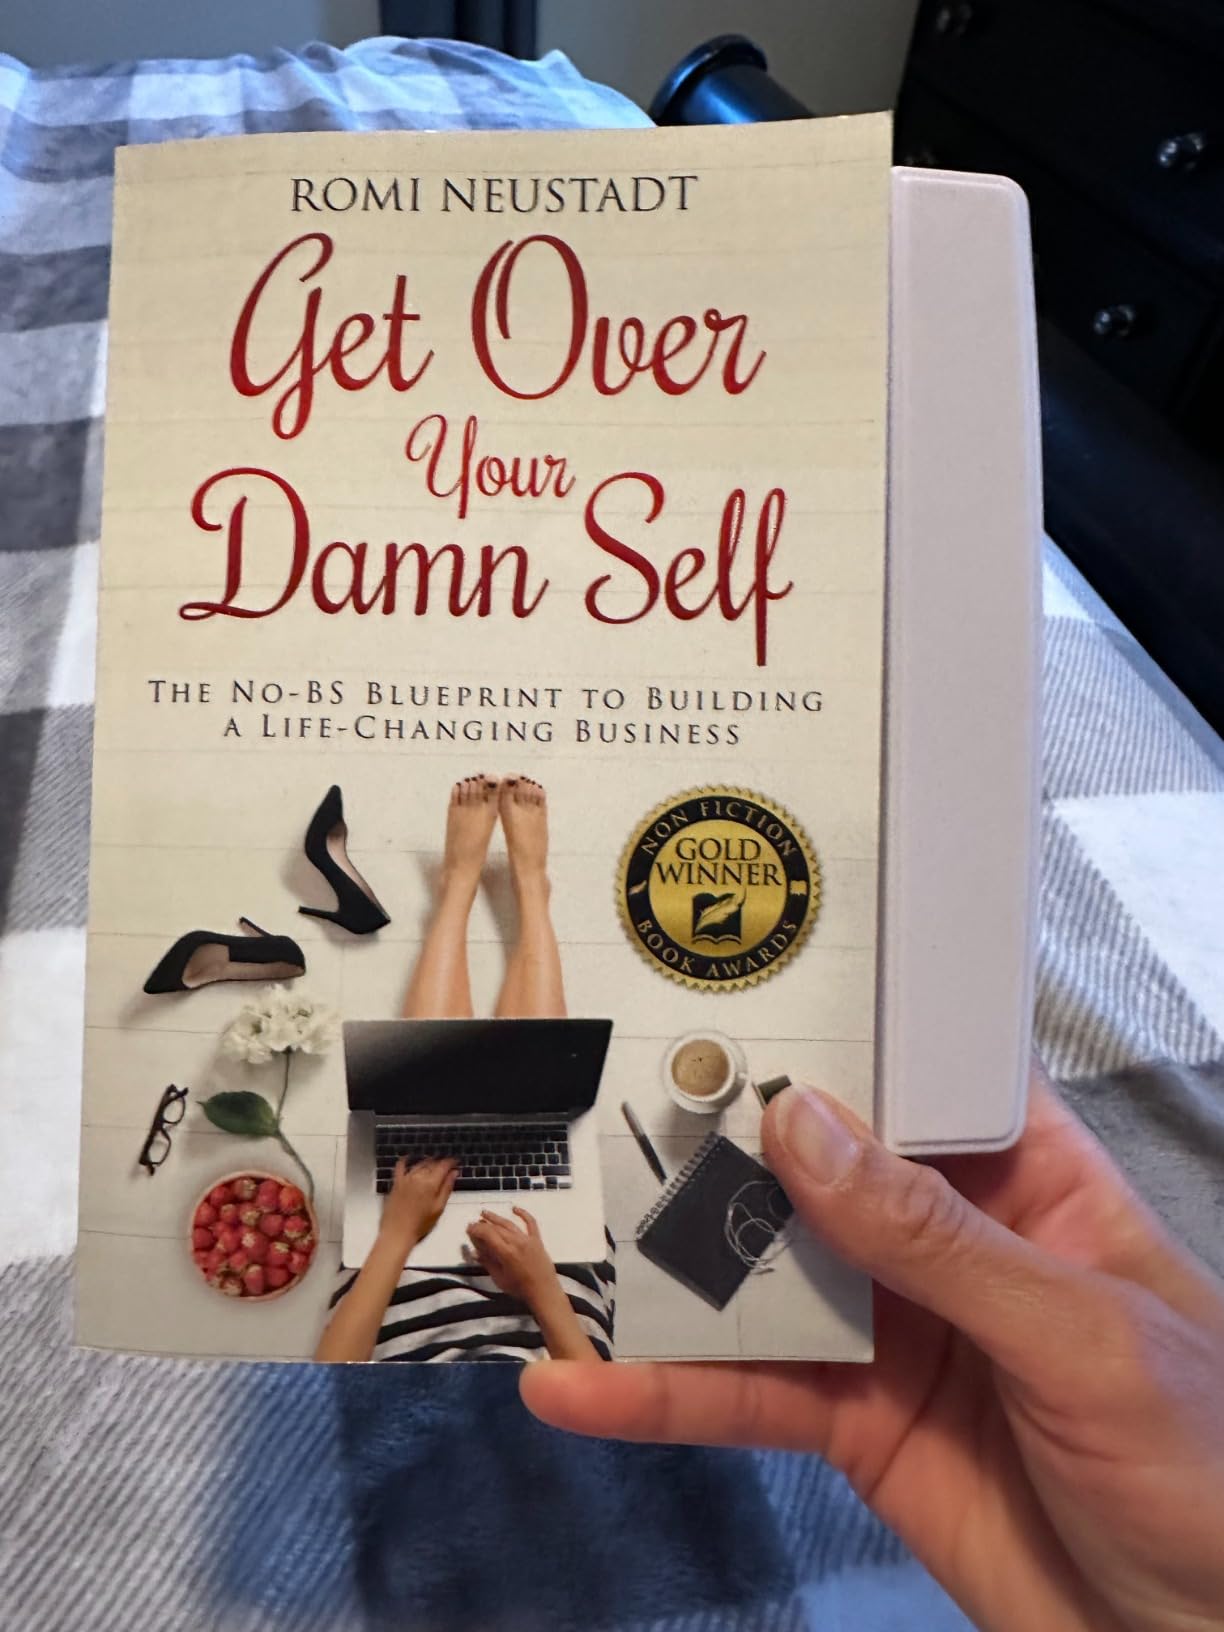 ROMI NEUSTADT
Get Over
Your
Damn Self
THE NO-BS BLUEPRINT TO BUILDING
A LIFE-CHANGING BUSINESS
NON FICTION
GOLD
WINNER
BOOK AWARDS